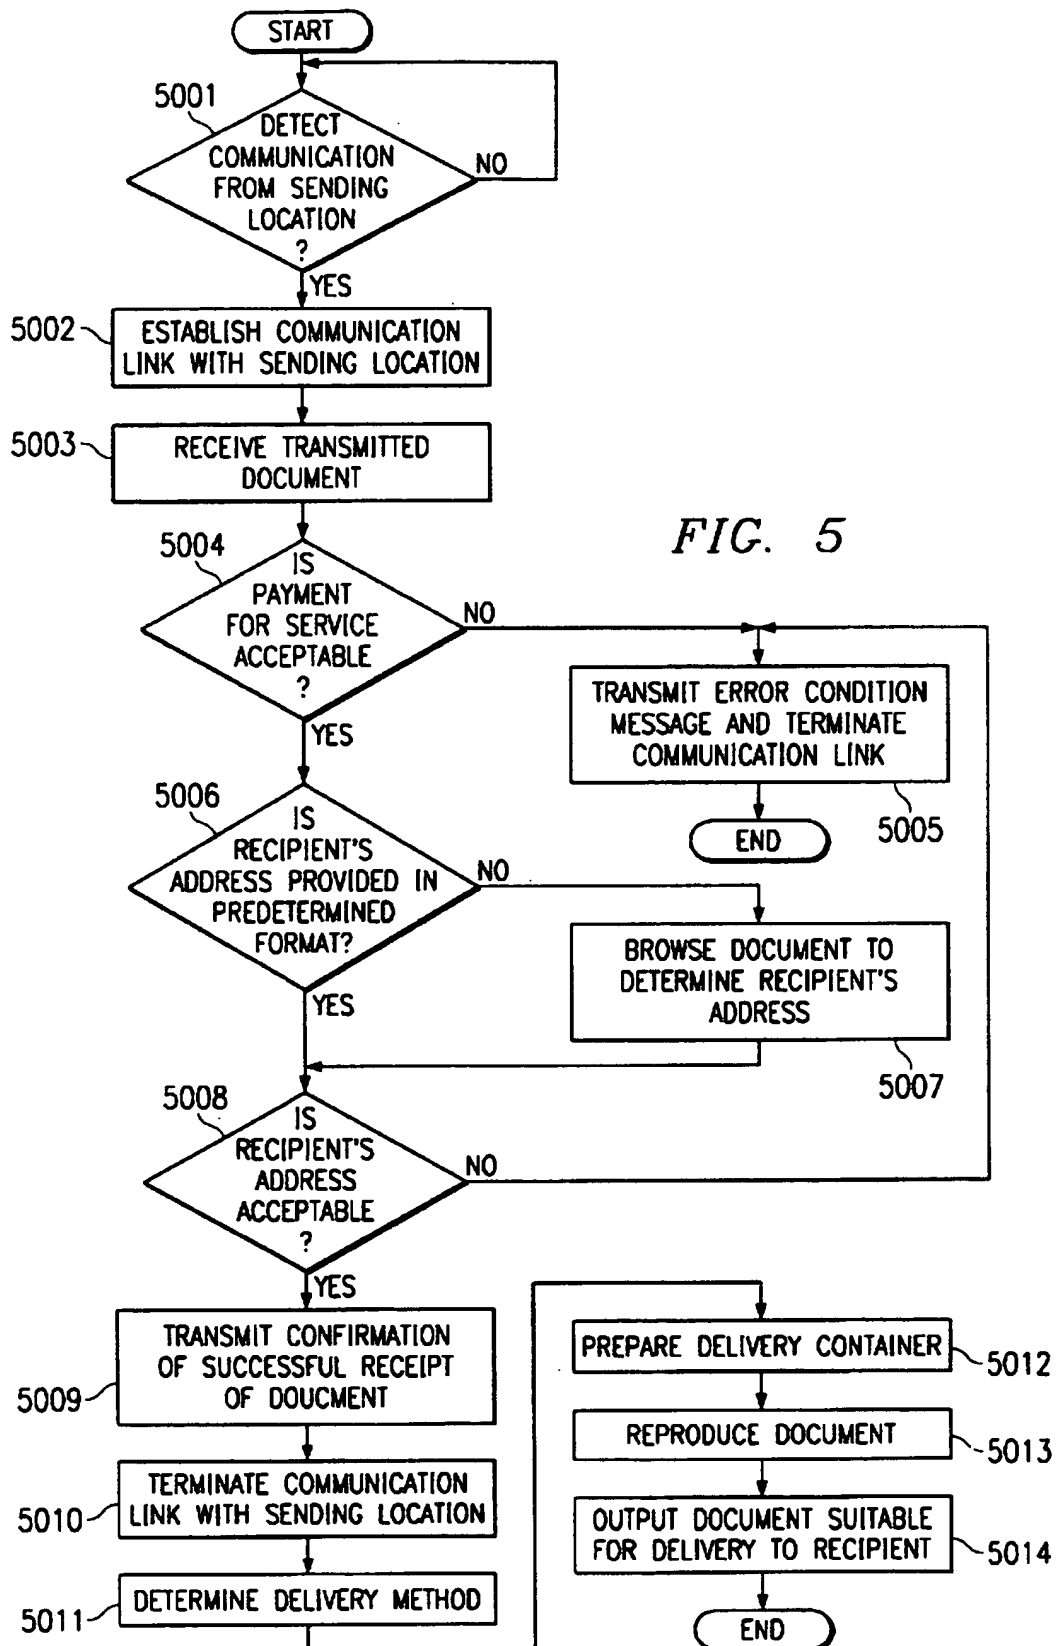 START
5001
DETECT
COMMUNICATION
FROM SENDING
LOCATION
?
NO
YES
5002
ESTABLISH COMMUNICATION
LINK WITH SENDING LOCATION
5003
RECEIVE TRANSMITTED
DOCUMENT
FIG. 5
5004
IS
PAYMENT
FOR SERVICE
ACCEPTABLE
?
NO
YES
TRANSMIT ERROR CONDITION
MESSAGE AND TERMINATE
COMMUNICATION LINK
5005
END
5006
IS
RECIPIENT'S
ADDRESS PROVIDED IN
PREDETERMINED
FORMAT?
NO
YES
BROWSE DOCUMENT TO
DETERMINE RECIPIENT'S
ADDRESS
5007
5008
IS
RECIPIENT'S
ADDRESS
ACCEPTABLE
?
NO
YES
TRANSMIT CONFIRMATION
OF SUCCESSFUL RECEIPT
OF DOUCMENT
5009
TERMINATE COMMUNICATION
LINK WITH SENDING LOCATION
5010
DETERMINE DELIVERY METHOD
5011
PREPARE DELIVERY CONTAINER
5012
REPRODUCE DOCUMENT
5013
OUTPUT DOCUMENT SUITABLE
FOR DELIVERY TO RECIPIENT
5014
END